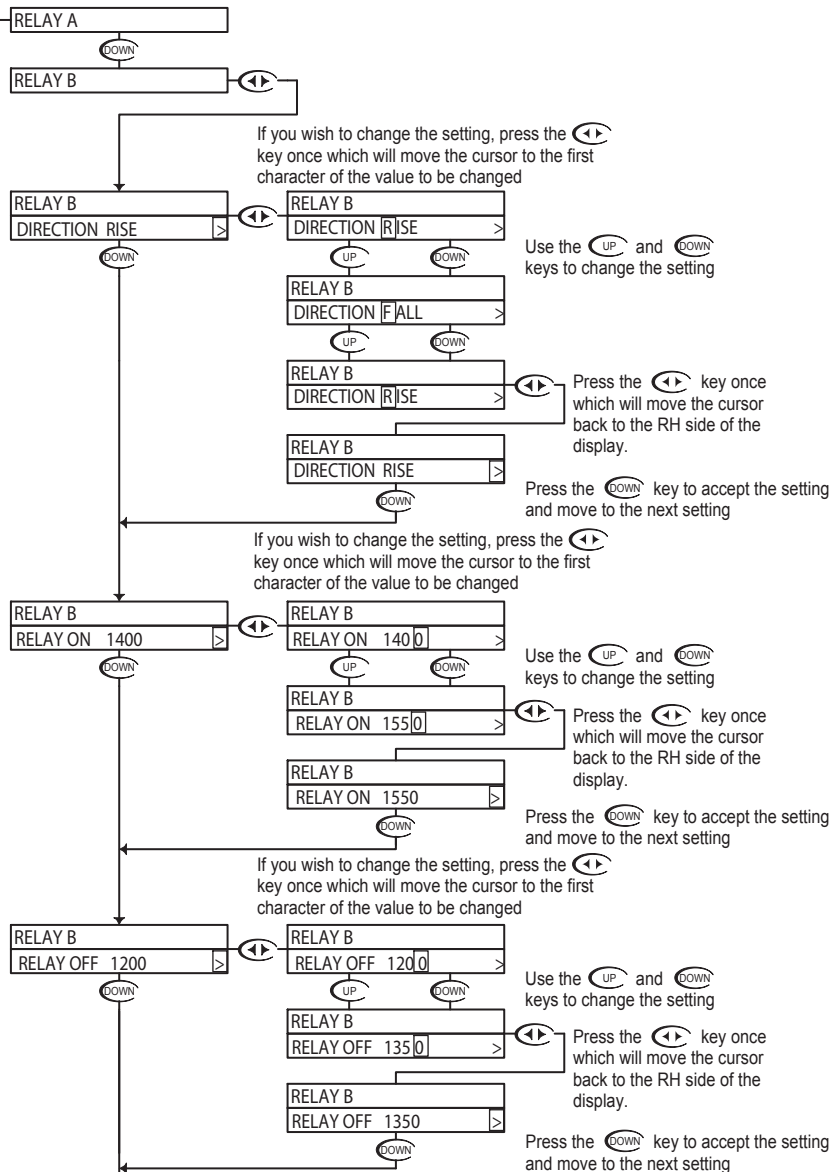 RELAY A
DOWN
RELAY B
If you wish to change the setting, press the
key once which will move the cursor to the first
character of the value to be changed
RELAY B
DIRECTION RISE >
DOWN
RELAY B
DIRECTION RISE >
UP DOWN
Use the UP and DOWN
keys to change the setting
RELAY B
DIRECTION FALL >
UP DOWN
RELAY B
DIRECTION RISE >
Press the key once
which will move the cursor
back to the RH side of the
display.
RELAY B
DIRECTION RISE >
DOWN
Press the DOWN key to accept the setting
and move to the next setting
If you wish to change the setting, press the
key once which will move the cursor to the first
character of the value to be changed
RELAY B
RELAY ON 1400 >
DOWN
RELAY B
RELAY ON 1400 >
UP DOWN
Use the UP and DOWN
keys to change the setting
RELAY B
RELAY ON 1550 >
Press the key once
which will move the cursor
back to the RH side of the
display.
RELAY B
RELAY ON 1550 >
DOWN
Press the DOWN key to accept the setting
and move to the next setting
If you wish to change the setting, press the
key once which will move the cursor to the first
character of the value to be changed
RELAY B
RELAY OFF 1200 >
DOWN
RELAY B
RELAY OFF 1200 >
UP DOWN
Use the UP and DOWN
keys to change the setting
RELAY B
RELAY OFF 1350 >
Press the key once
which will move the cursor
back to the RH side of the
display.
RELAY B
RELAY OFF 1350 >
DOWN
Press the DOWN key to accept the setting
and move to the next setting